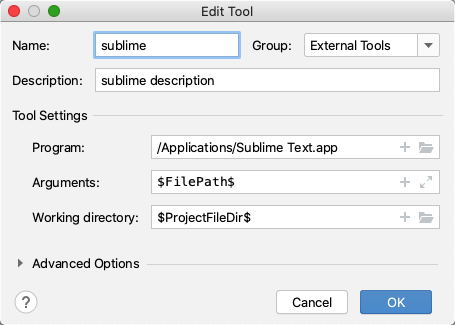 Edit Tool
Name: sublime Group: External Tools
Description: sublime description
Tool Settings
Program: /Applications/Sublime Text.app
Arguments: $FilePath$
Working directory: $ProjectFileDir$
Advanced Options
? Cancel OK